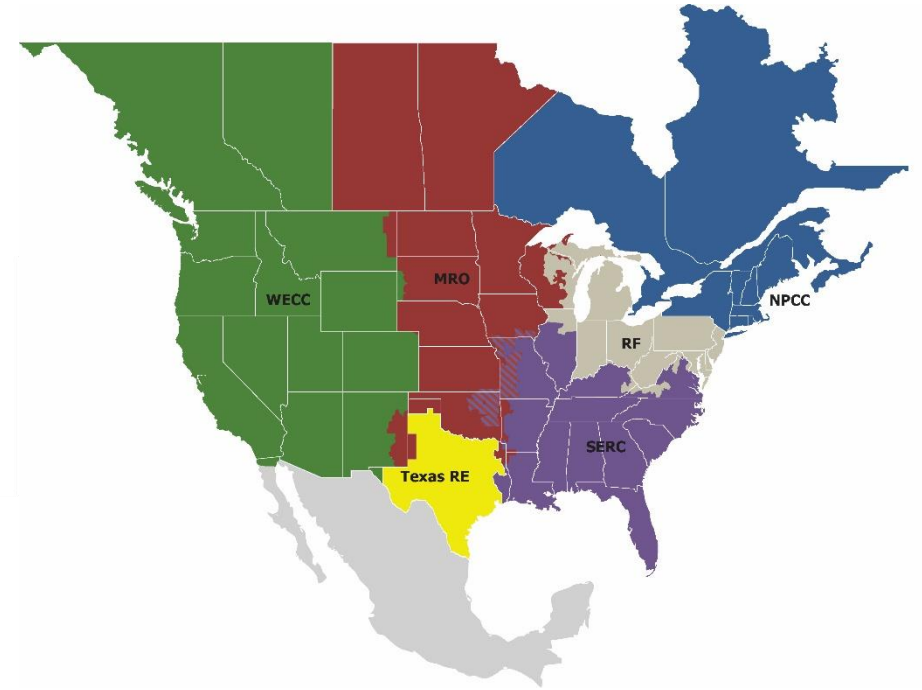 MRO
WECC
NPCC
RF
SERC
Texas RE